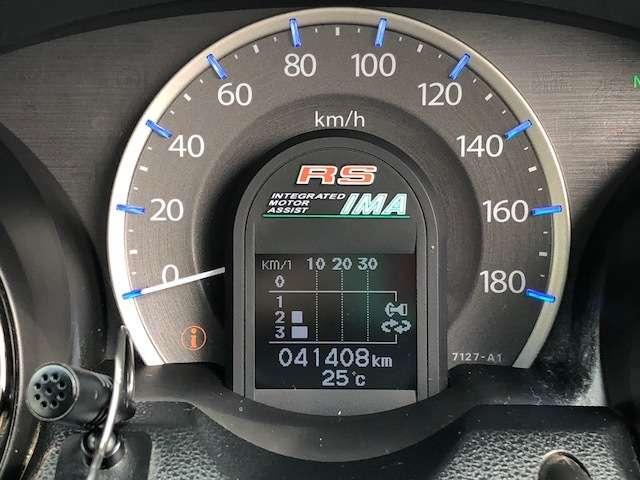 80 100
60 120
km/h
40 140
RS
INTEGRATED
MOTOR
ASSIST
IMA
20 160
KM/l 10 20 30
0
0 180
1
2
3
041408km
7127-A1
25°C